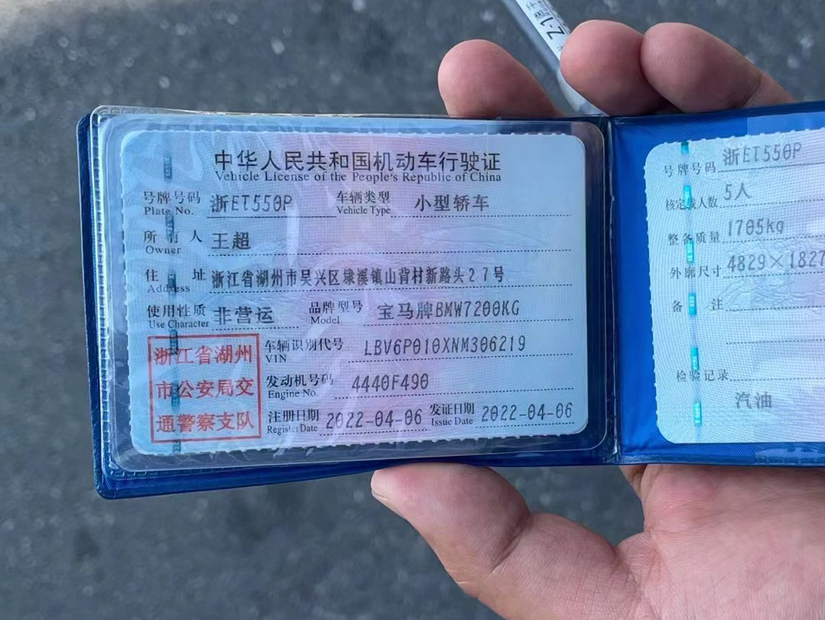 中华人民共和国机动车行驶证
Vehicle License of the People's Republic of China
号牌号码 浙ET550P 车辆类型 小型轿车
Plate No. Vehicle Type
所有人 王超
Owner
住址 浙江省湖州市吴兴区埭溪镇山背村新路头27号
Address
使用性质 非营运 品牌型号 宝马牌BMW7200KG
Use Character Model
浙江省湖州
市公安局交
通警察支队
车辆识别代号 LBV6P010XNM306219
VIN
发动机号码 4440F490
Engine No.
注册日期 2022-04-06 发证日期 2022-04-06
Register Date Issue Date
号牌号码 浙ET550P
核定载人数 5人
整备质量 1705kg
外廓尺寸 4829×1827
备注
检验记录
汽油